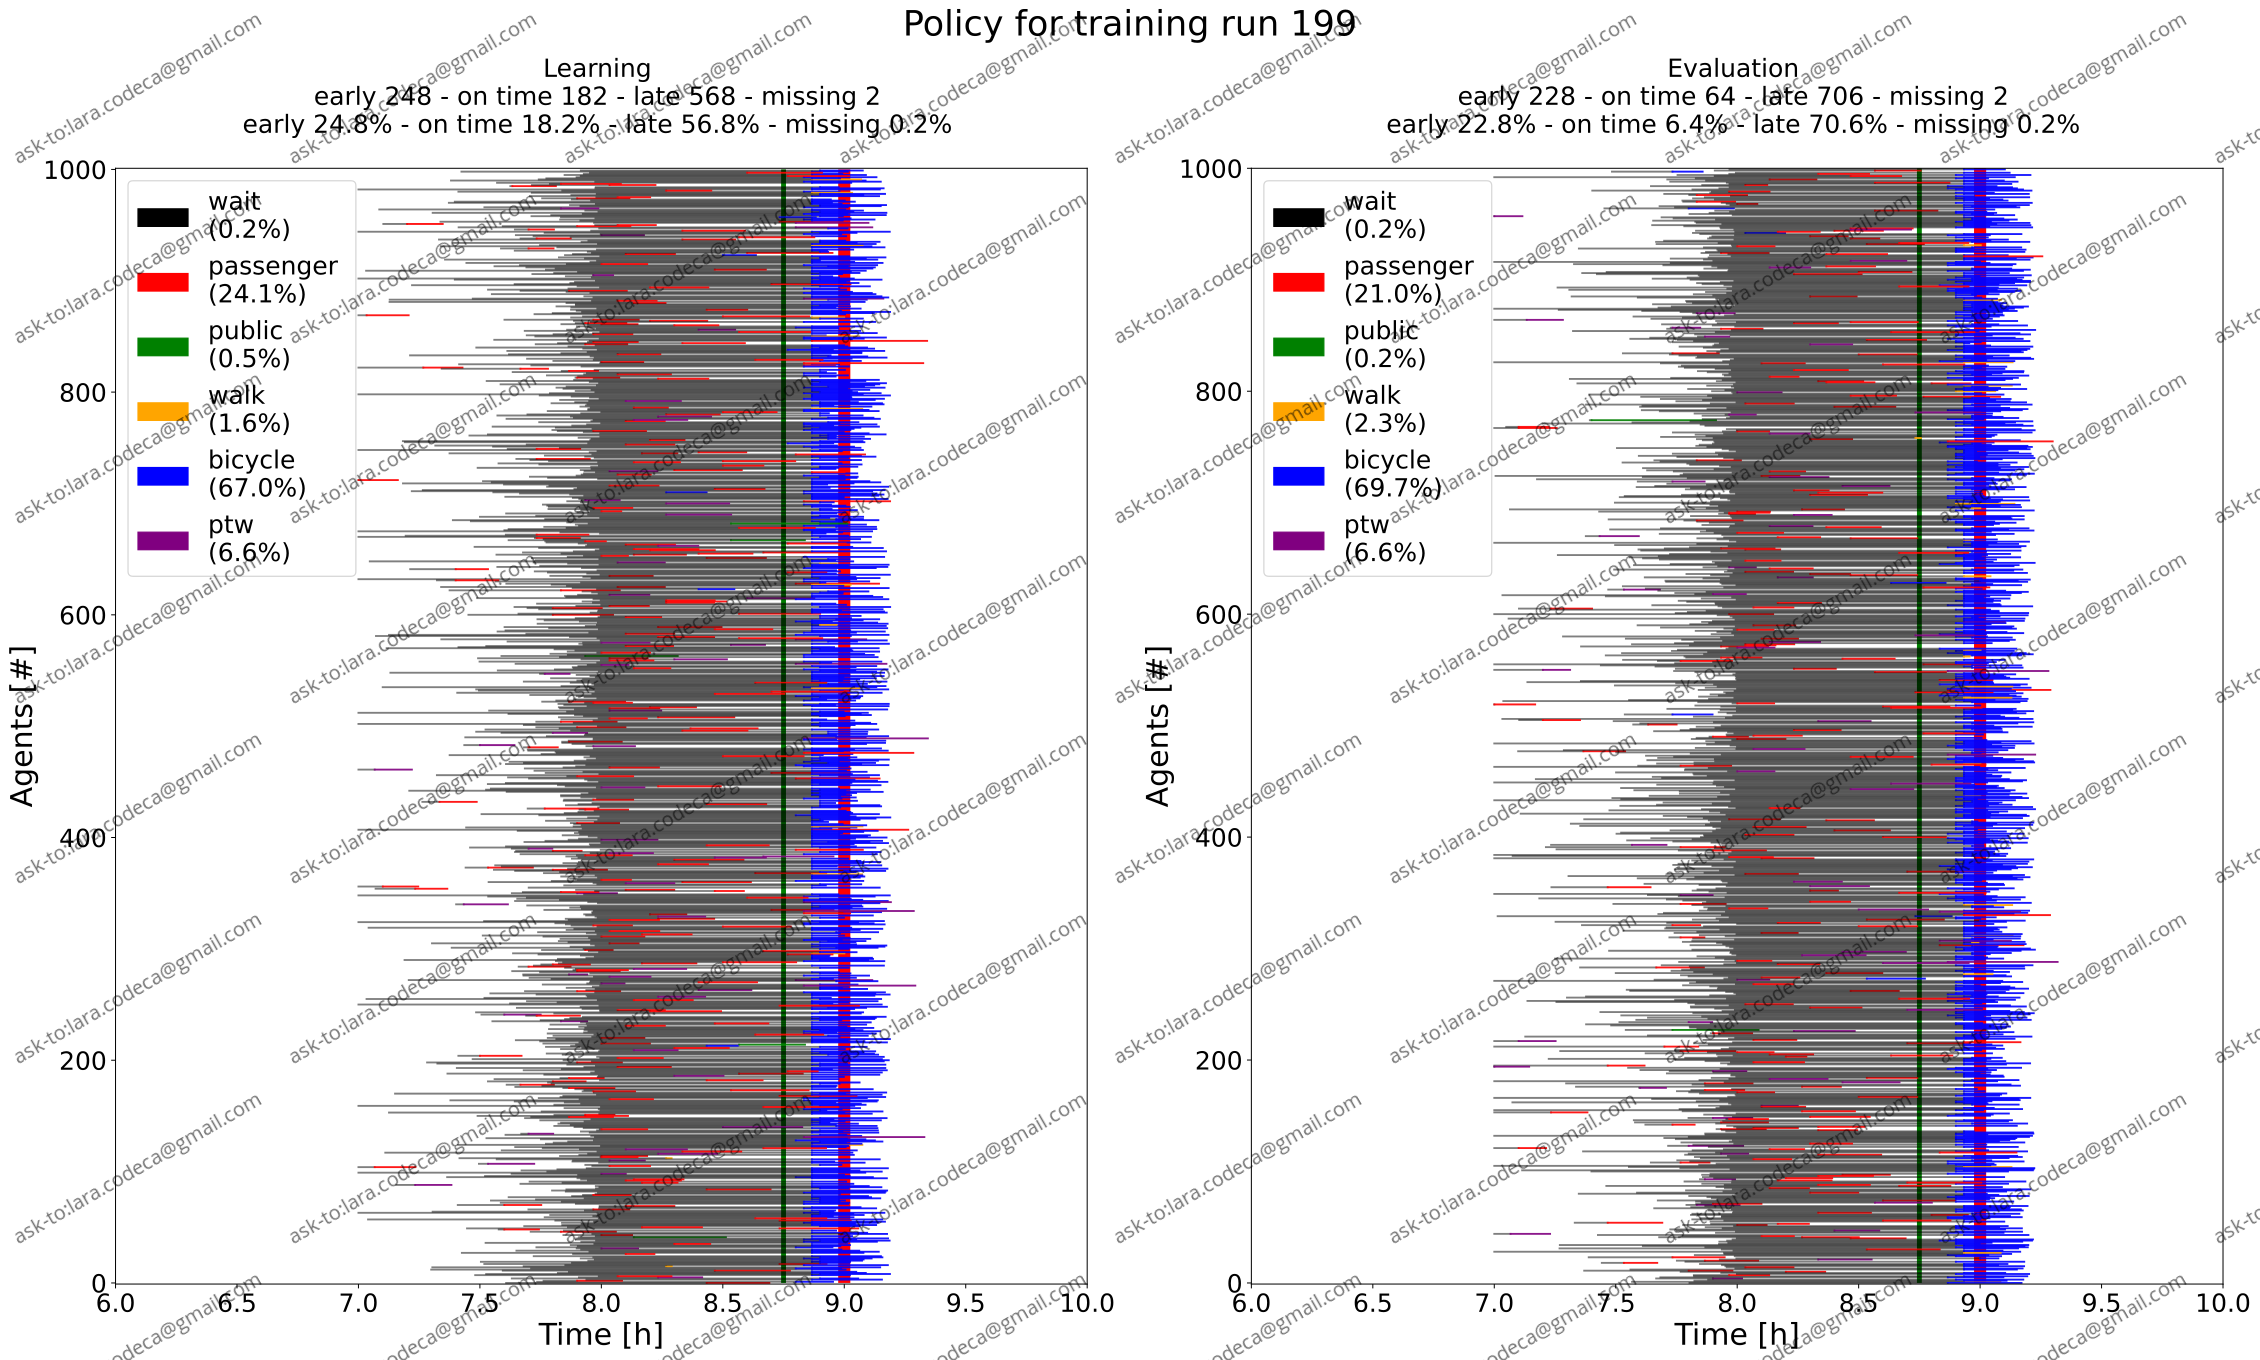 Policy for training run 199
Learning
early 248 - on time 182 - late 568 - missing 2
early 24.8% - on time 18.2% - late 56.8% - missing 0.2%
Evaluation
early 228 - on time 64 - late 706 - missing 2
early 22.8% - on time 6.4% - late 70.6% - missing 0.2%
wait
(0.2%)
passenger
(24.1%)
public
(0.5%)
walk
(1.6%)
bicycle
(67.0%)
ptw
(6.6%)
wait
(0.2%)
passenger
(21.0%)
public
(0.2%)
walk
(2.3%)
bicycle
(69.7%)
ptw
(6.6%)
Agents [#]
1000
800
600
400
200
0
6.0 6.5 7.0 7.5 8.0 8.5 9.0 9.5 10.0
Time [h]
Agents [#]
1000
800
600
400
200
0
6.0 6.5 7.0 7.5 8.0 8.5 9.0 9.5 10.0
Time [h]
ask-to:lara.codeca@gmail.com